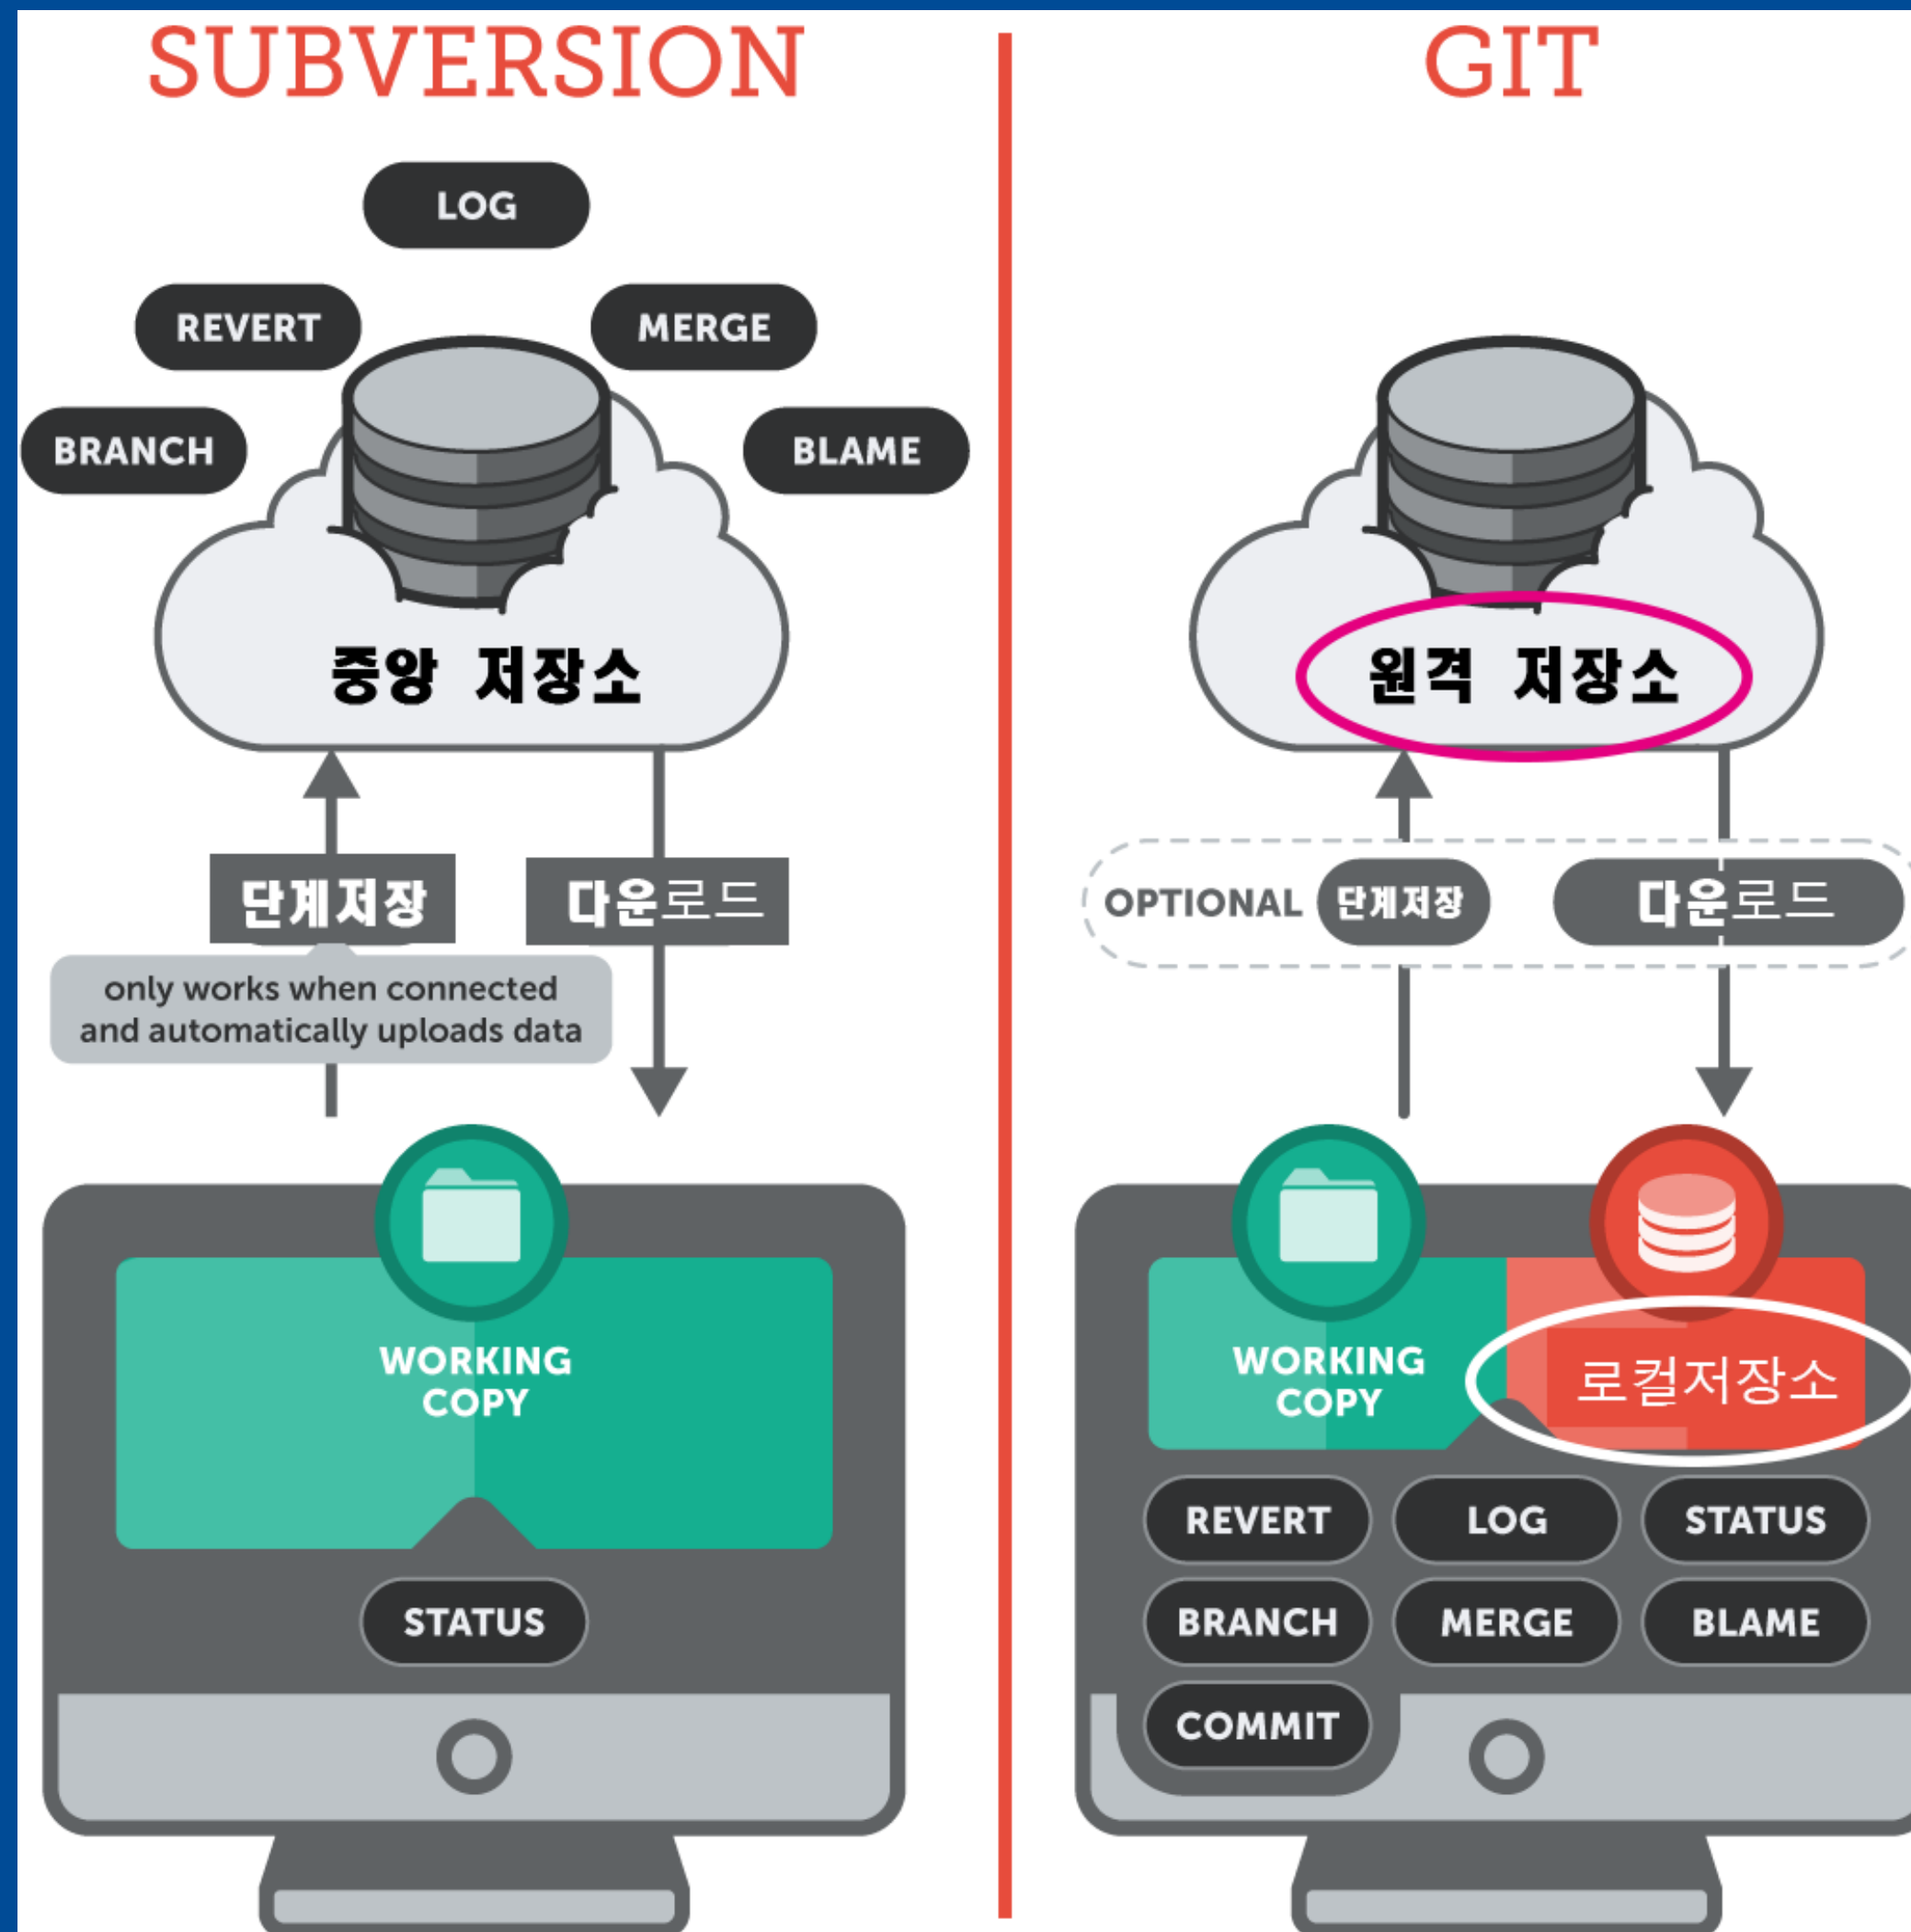 SUBVERSION
LOG
REVERT
MERGE
BRANCH
BLAME
중앙 저장소
단계저장
다운로드
only works when connected
and automatically uploads data
WORKING
COPY
STATUS
GIT
원격 저장소
OPTIONAL
단계저장
다운로드
WORKING
COPY
로컬저장소
REVERT
LOG
STATUS
BRANCH
MERGE
BLAME
COMMIT